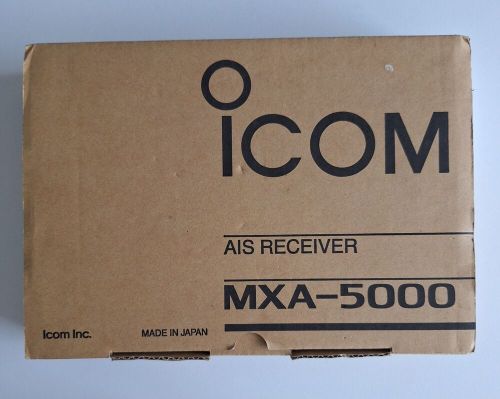 ICOM
AIS RECEIVER
MXA-5000
Icom Inc.
MADE IN JAPAN